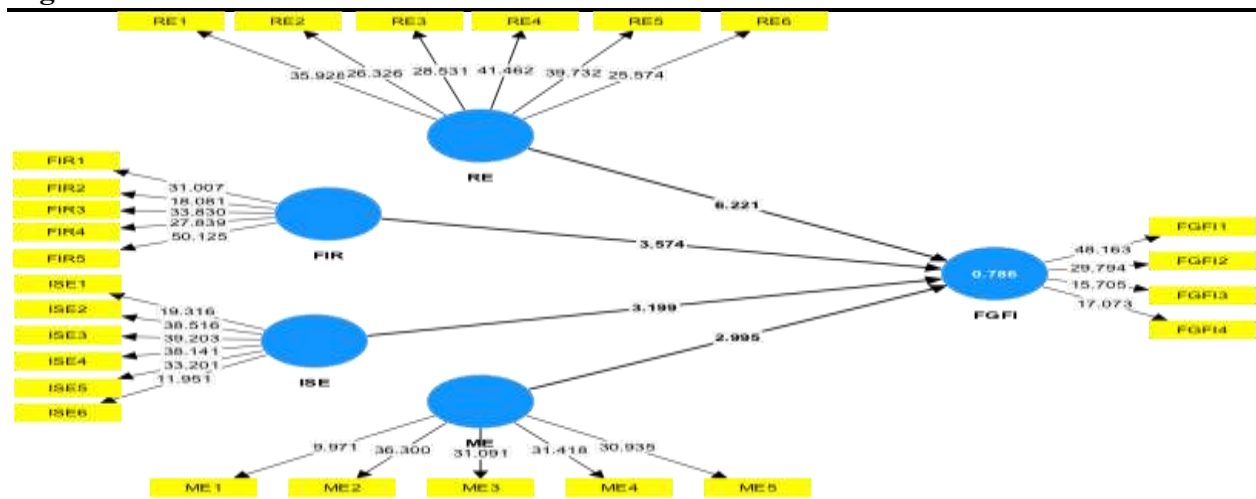 RE1 RE2 RE3 RE4 RE5 RE6
35.928 26.326 28.531 41.462 39.732 25.574
RE
FIR1
FIR2
FIR3
FIR4
FIR5
31.007
18.081
33.830
27.839
50.125
FIR
ISE1
ISE2
ISE3
ISE4
ISE5
ISE6
19.316
38.516
39.203
38.141
33.201
11.951
ISE
6.221
3.574
3.199
2.995
0.786
FGFI
48.163
29.794
15.705
17.073
FGFI1
FGFI2
FGFI3
FGFI4
ME
9.971 36.300 31.091 31.418 30.935
ME1 ME2 ME3 ME4 ME5